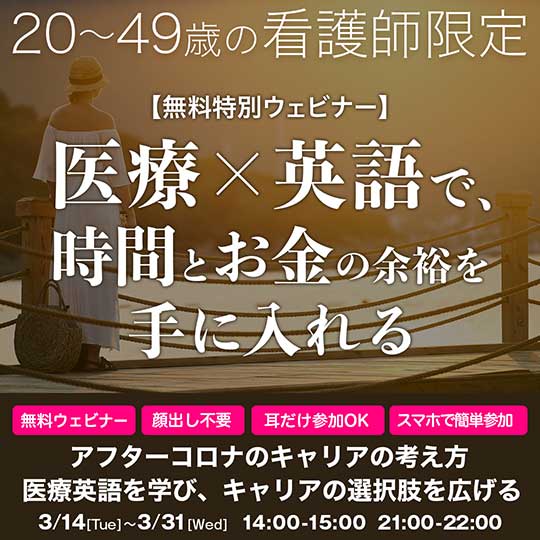 20〜49歳の看護師限定
【無料特別ウェビナー】
医療×英語で、
時間とお金の余裕を
手に入れる
無料ウェビナー 顔出し不要 耳だけ参加OK スマホで簡単参加
アフターコロナのキャリアの考え方
医療英語を学び、キャリアの選択肢を広げる
3/14[Tue]〜3/31[Wed] 14:00-15:00 21:00-22:00